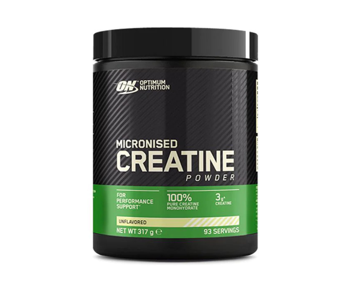 ON OPTIMUM NUTRITION
MICRONISED
CREATINE
POWDER
FOR PERFORMANCE SUPPORT*
100% PURE CREATINE MONOHYDRATE
3g* CREATINE
UNFLAVORED
NET WT 317 g e
93 SERVINGS